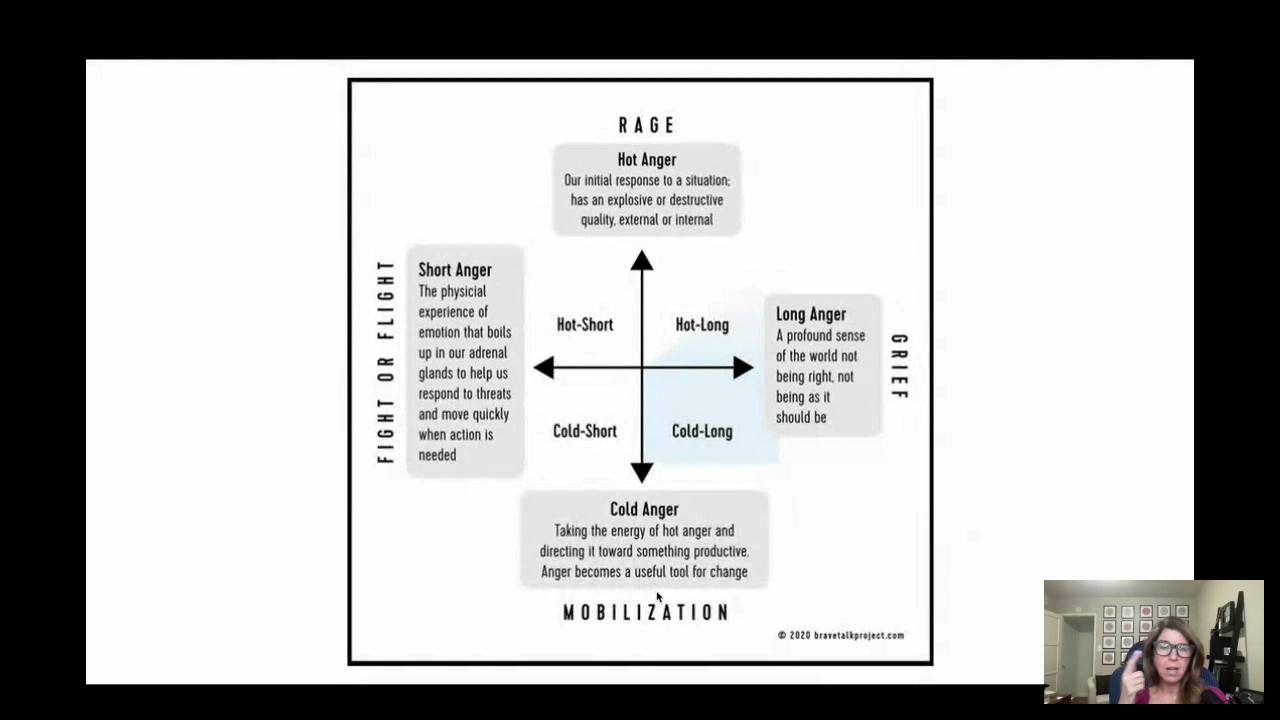 RAGE
Hot Anger
Our initial response to a situation;
has an explosive or destructive
quality, external or internal
FIGHT OR FLIGHT
Short Anger
The physicial
experience of
emotion that boils
up in our adrenal
glands to help us
respond to threats
and move quickly
when action is
needed
Hot-Short
Hot-Long
Cold-Short
Cold-Long
Long Anger
A profound sense
of the world not
being right, not
being as it
should be
GRIEF
Cold Anger
Taking the energy of hot anger and
directing it toward something productive.
Anger becomes a useful tool for change
MOBILIZATION
© 2020 bravetalkproject.com